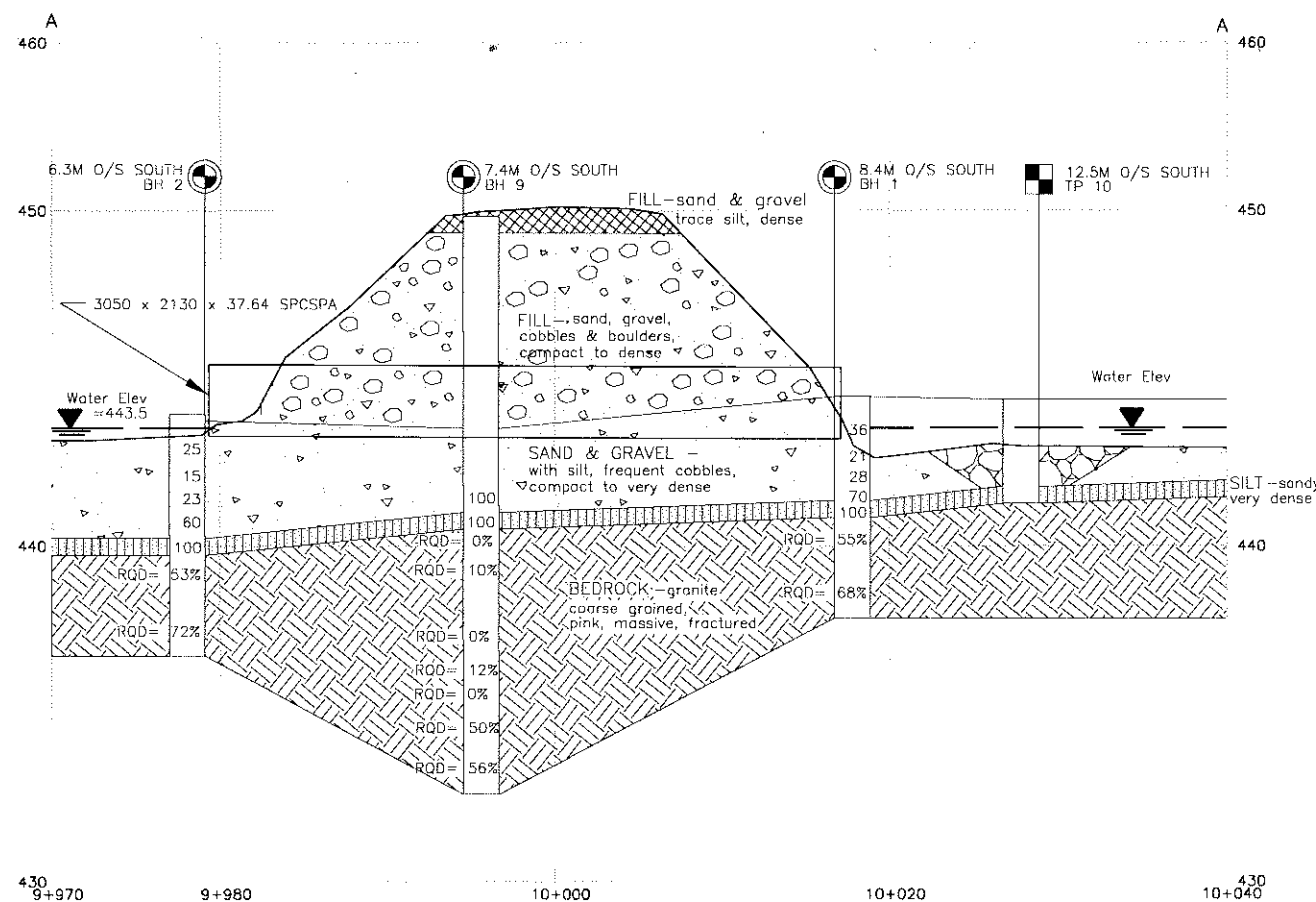 A A
460 460
6.3M O/S SOUTH
BH 2
7.4M O/S SOUTH
BH 9
8.4M O/S SOUTH
BH 1
12.5M O/S SOUTH
TP 10
FILL-sand & gravel
trace silt, dense
450 450
3050 x 2130 x 37.64 SPCSPA
FILL-sand, gravel,
cobbles & boulders,
compact to dense
Water Elev
=443.5
Water Elev
SAND & GRAVEL -
with silt, frequent cobbles,
compact to very dense
SILT-sandy
very dense
25
15
23
60
100
RQD= 53%
RQD= 72%
100
100
RQD= 0%
RQD= 10%
RQD= 0%
RQD= 12%
RQD= 0%
RQD= 50%
RQD= 56%
36
21
28
70
100
RQD= 55%
RQD= 68%
440 440
BEDROCK-granite
coarse grained,
pink, massive, fractured
430 430
9+970 9+980 10+000 10+020 10+040